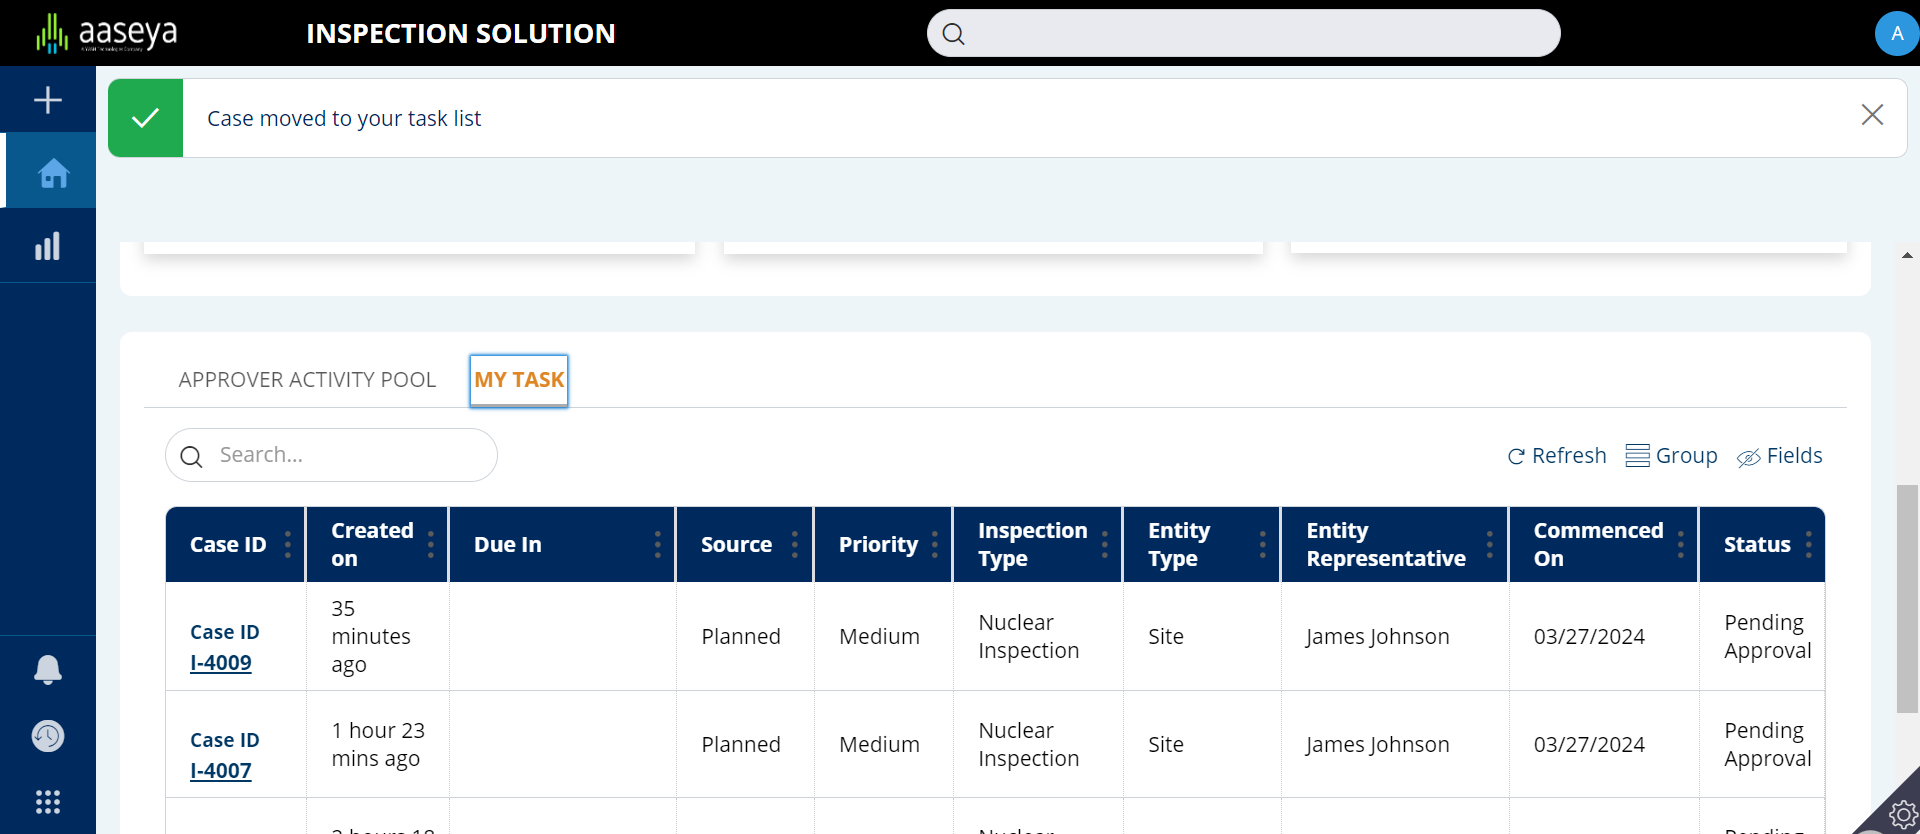 aaseya
INSPECTION SOLUTION
A
Case moved to your task list
APPROVER ACTIVITY POOL
MY TASK
Search...
Refresh
Group
Fields
Case ID
Created
on
Due In
Source
Priority
Inspection
Type
Entity
Type
Entity
Representative
Commenced
On
Status
Case ID
I-4009
35
minutes
ago
Planned
Medium
Nuclear
Inspection
Site
James Johnson
03/27/2024
Pending
Approval
Case ID
I-4007
1 hour 23
mins ago
Planned
Medium
Nuclear
Inspection
Site
James Johnson
03/27/2024
Pending
Approval